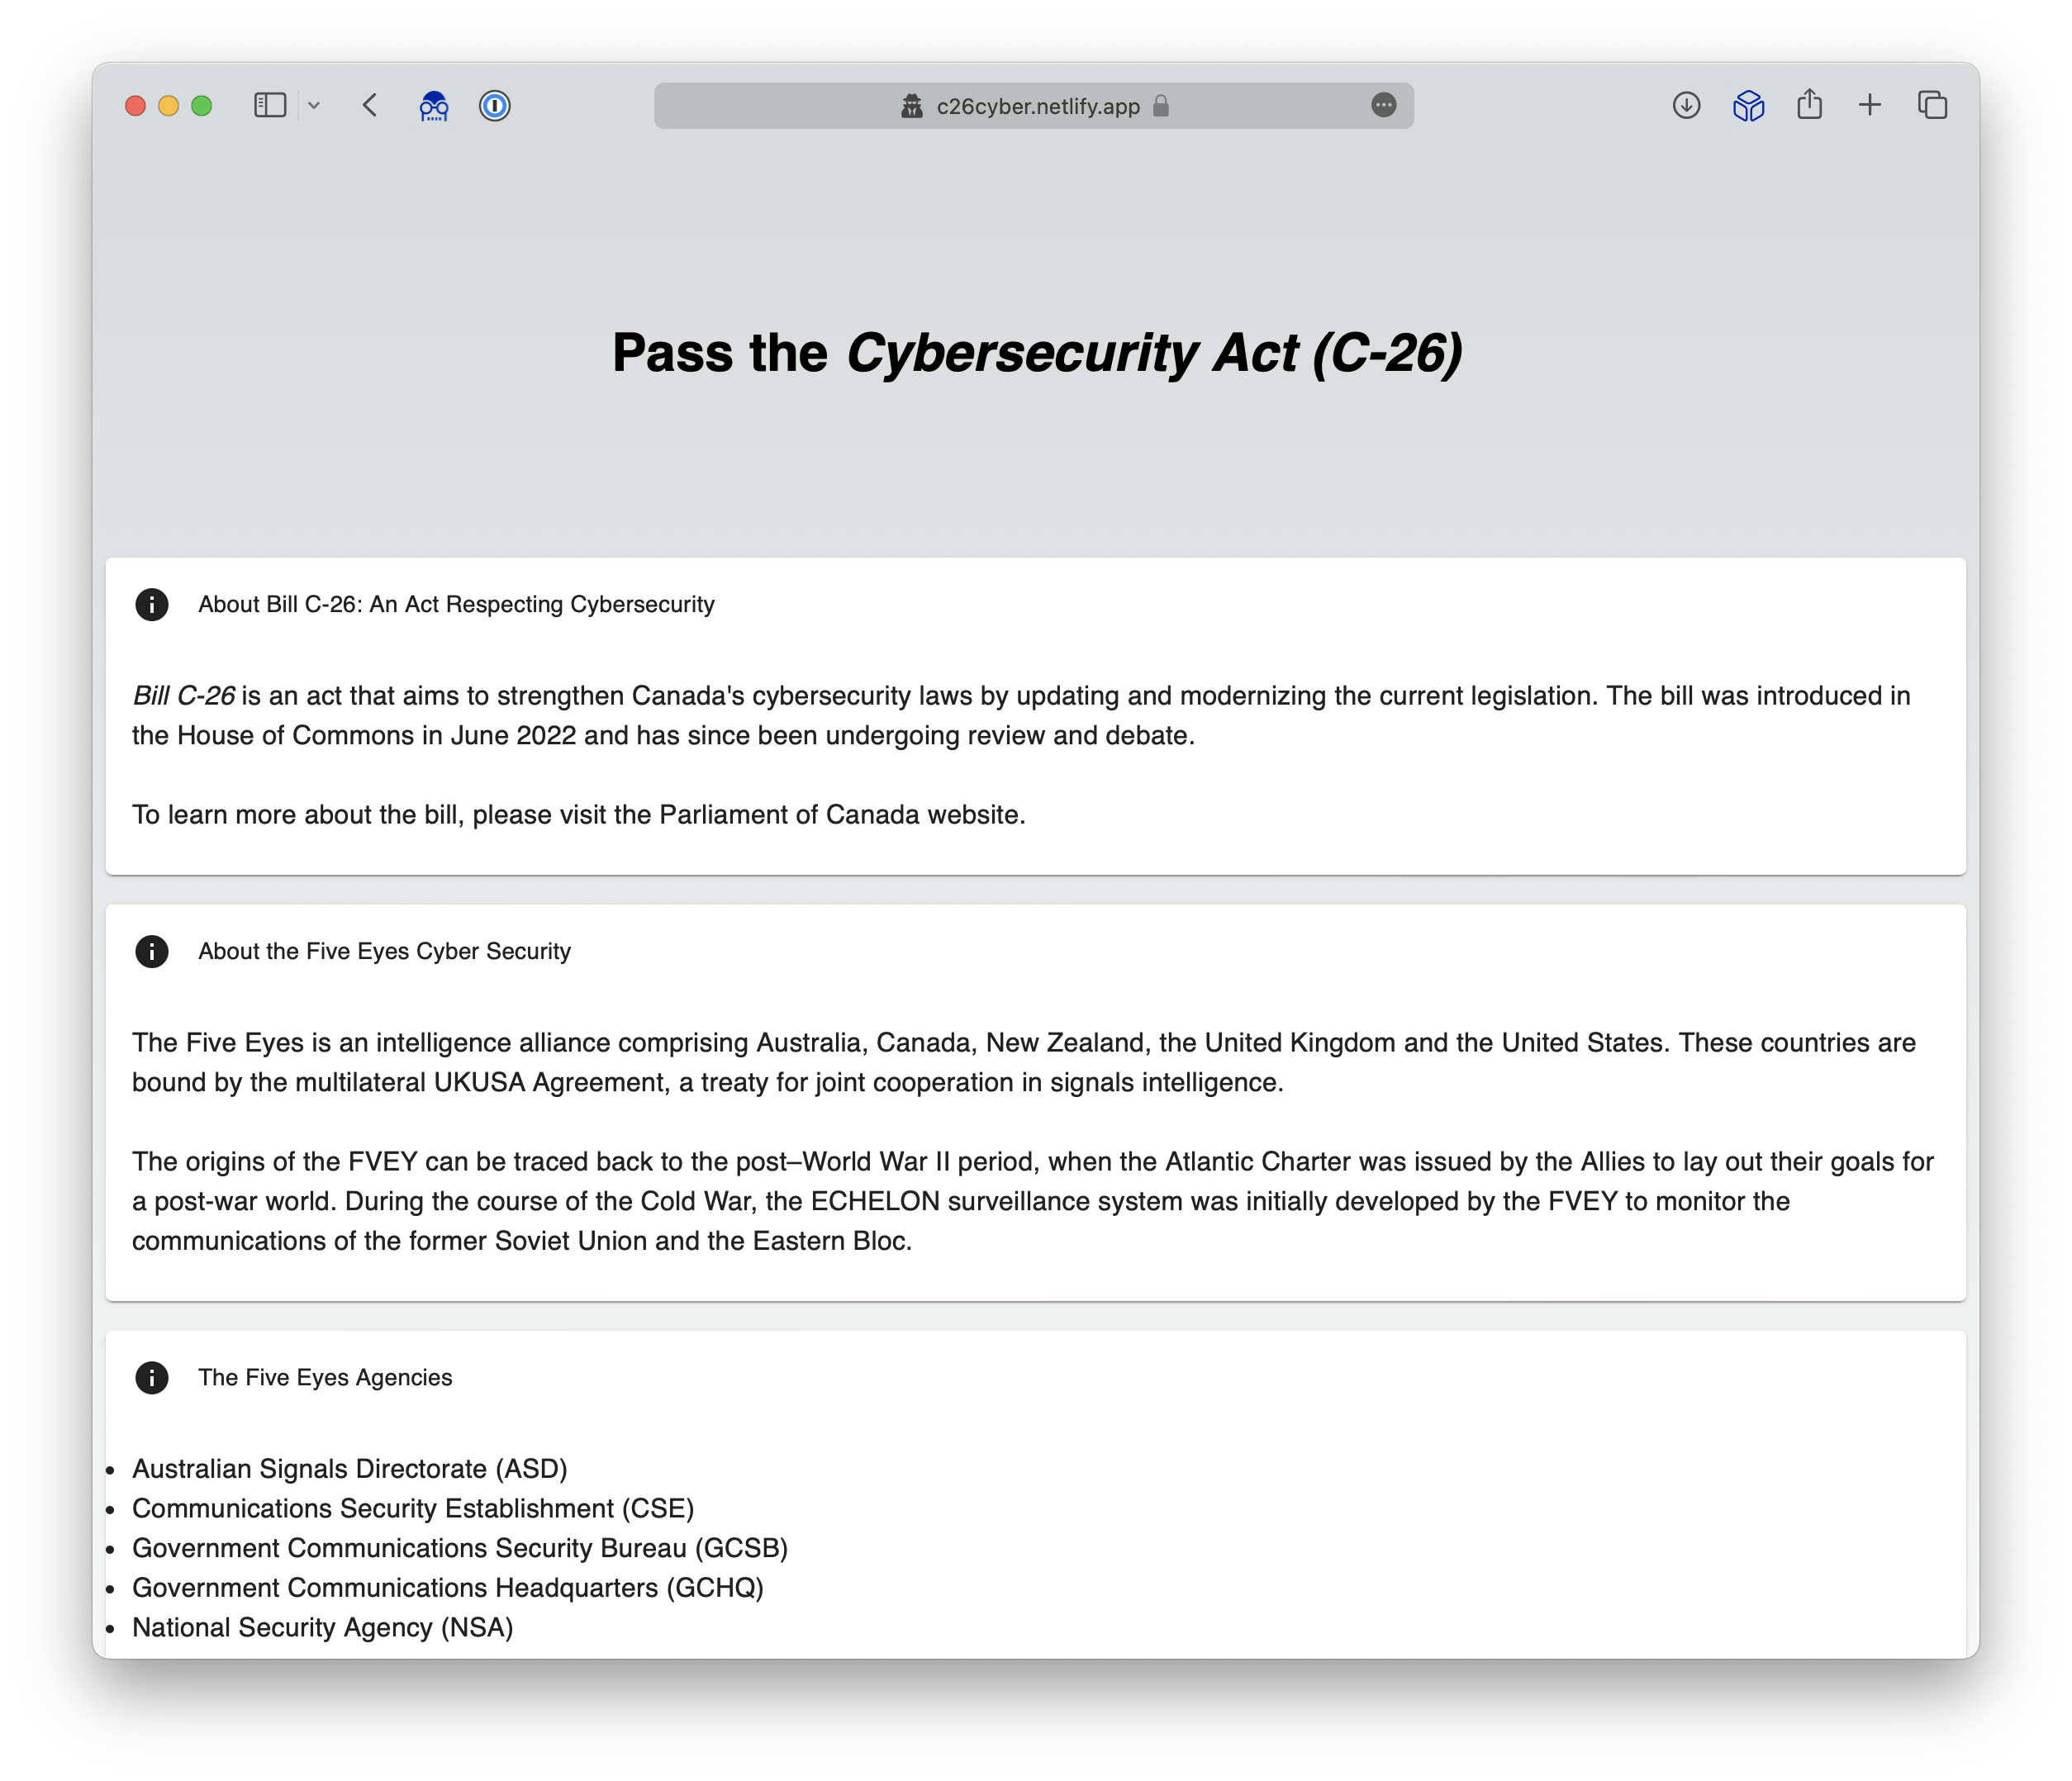 c26cyber.netlify.app
Pass the Cybersecurity Act (C-26)
About Bill C-26: An Act Respecting Cybersecurity
Bill C-26 is an act that aims to strengthen Canada's cybersecurity laws by updating and modernizing the current legislation. The bill was introduced in
the House of Commons in June 2022 and has since been undergoing review and debate.
To learn more about the bill, please visit the Parliament of Canada website.
About the Five Eyes Cyber Security
The Five Eyes is an intelligence alliance comprising Australia, Canada, New Zealand, the United Kingdom and the United States. These countries are
bound by the multilateral UKUSA Agreement, a treaty for joint cooperation in signals intelligence.
The origins of the FVEY can be traced back to the post–World War II period, when the Atlantic Charter was issued by the Allies to lay out their goals for
a post-war world. During the course of the Cold War, the ECHELON surveillance system was initially developed by the FVEY to monitor the
communications of the former Soviet Union and the Eastern Bloc.
The Five Eyes Agencies
• Australian Signals Directorate (ASD)
• Communications Security Establishment (CSE)
• Government Communications Security Bureau (GCSB)
• Government Communications Headquarters (GCHQ)
• National Security Agency (NSA)